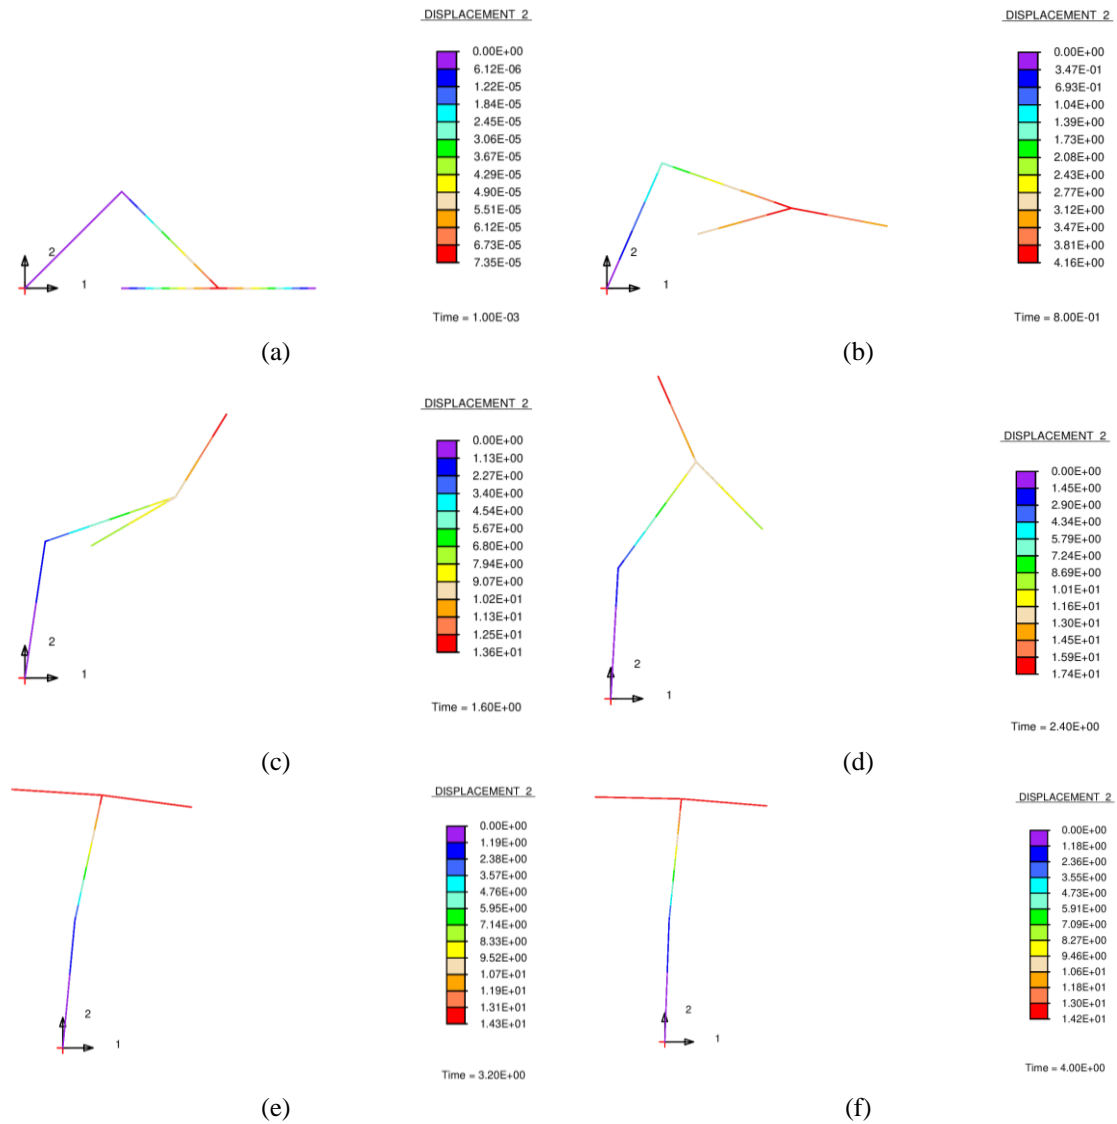 DISPLACEMENT 2
0.00E+00
6.12E-06
1.22E-05
1.84E-05
2.45E-05
3.06E-05
3.67E-05
4.29E-05
4.90E-05
5.51E-05
6.12E-05
6.73E-05
7.35E-05
2
1
Time = 1.00E-03
(a)
DISPLACEMENT 2
0.00E+00
3.47E-01
6.93E-01
1.04E+00
1.39E+00
1.73E+00
2.08E+00
2.43E+00
2.77E+00
3.12E+00
3.47E+00
3.81E+00
4.16E+00
2
1
Time = 8.00E-01
(b)
DISPLACEMENT 2
0.00E+00
1.13E+00
2.27E+00
3.40E+00
4.54E+00
5.67E+00
6.80E+00
7.94E+00
9.07E+00
1.02E+01
1.13E+01
1.25E+01
1.36E+01
2
1
Time = 1.60E+00
(c)
DISPLACEMENT 2
0.00E+00
1.45E+00
2.90E+00
4.34E+00
5.79E+00
7.24E+00
8.69E+00
1.01E+01
1.16E+01
1.30E+01
1.45E+01
1.59E+01
1.74E+01
2
1
Time = 2.40E+00
(d)
DISPLACEMENT 2
0.00E+00
1.19E+00
2.38E+00
3.57E+00
4.76E+00
5.95E+00
7.14E+00
8.33E+00
9.52E+00
1.07E+01
1.19E+01
1.31E+01
1.43E+01
2
1
Time = 3.20E+00
(e)
DISPLACEMENT 2
0.00E+00
1.18E+00
2.36E+00
3.55E+00
4.73E+00
5.91E+00
7.09E+00
8.27E+00
9.46E+00
1.06E+01
1.18E+01
1.30E+01
1.42E+01
2
1
Time = 4.00E+00
(f)